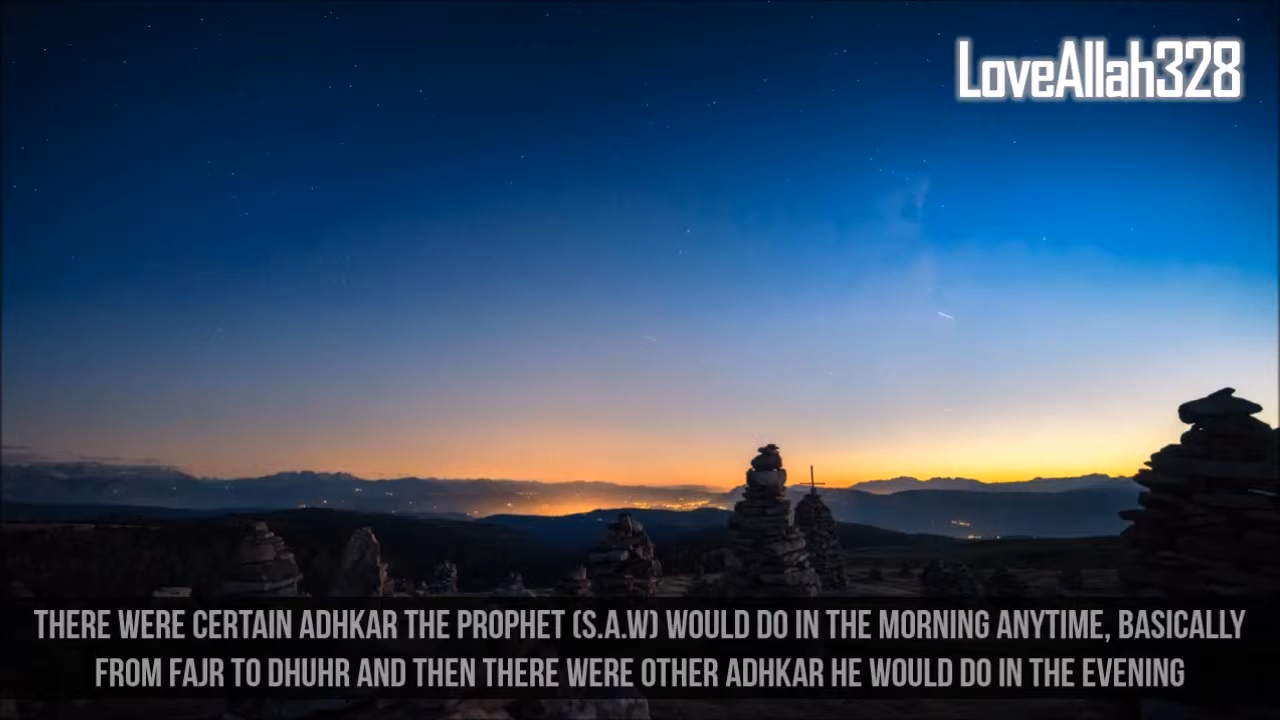 LoveAllah328
THERE WERE CERTAIN ADHKAR THE PROPHET (S.A.W) WOULD DO IN THE MORNING ANYTIME, BASICALLY
FROM FAJR TO DHUHR AND THEN THERE WERE OTHER ADHKAR HE WOULD DO IN THE EVENING